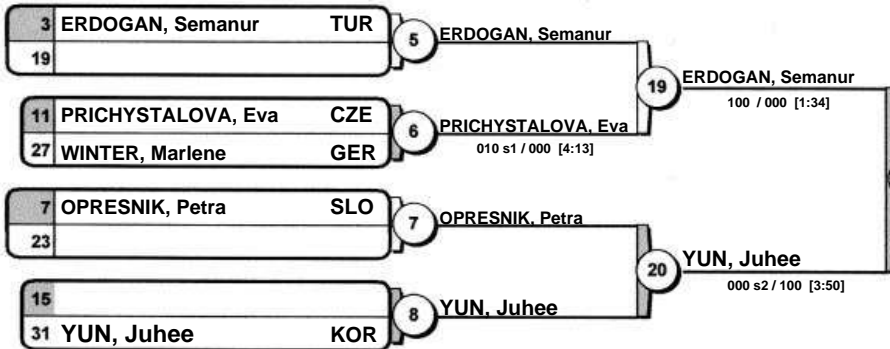 3 ERDOGAN, Semanur TUR
19
5
ERDOGAN, Semanur
11 PRICHYSTALOVA, Eva CZE
27 WINTER, Marlene GER
6
PRICHYSTALOVA, Eva
010 s1 / 000 [4:13]
19
ERDOGAN, Semanur
100 / 000 [1:34]
7 OPRESNIK, Petra SLO
23
7
OPRESNIK, Petra
15
31 YUN, Juhee KOR
8
YUN, Juhee
20
YUN, Juhee
000 s2 / 100 [3:50]